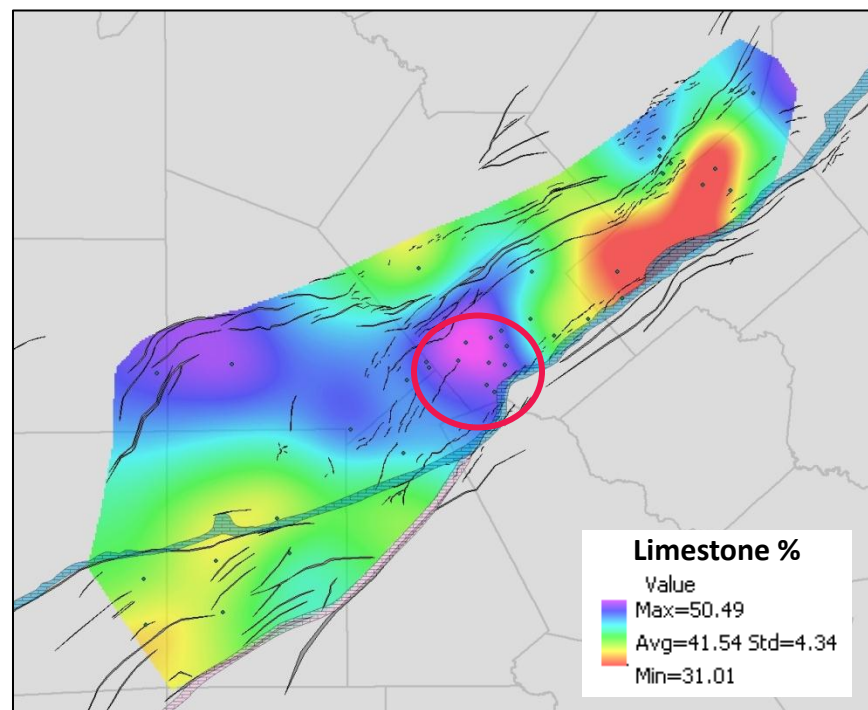 Limestone %
Value
Max=50.49
Avg=41.54 Std=4.34
Min=31.01